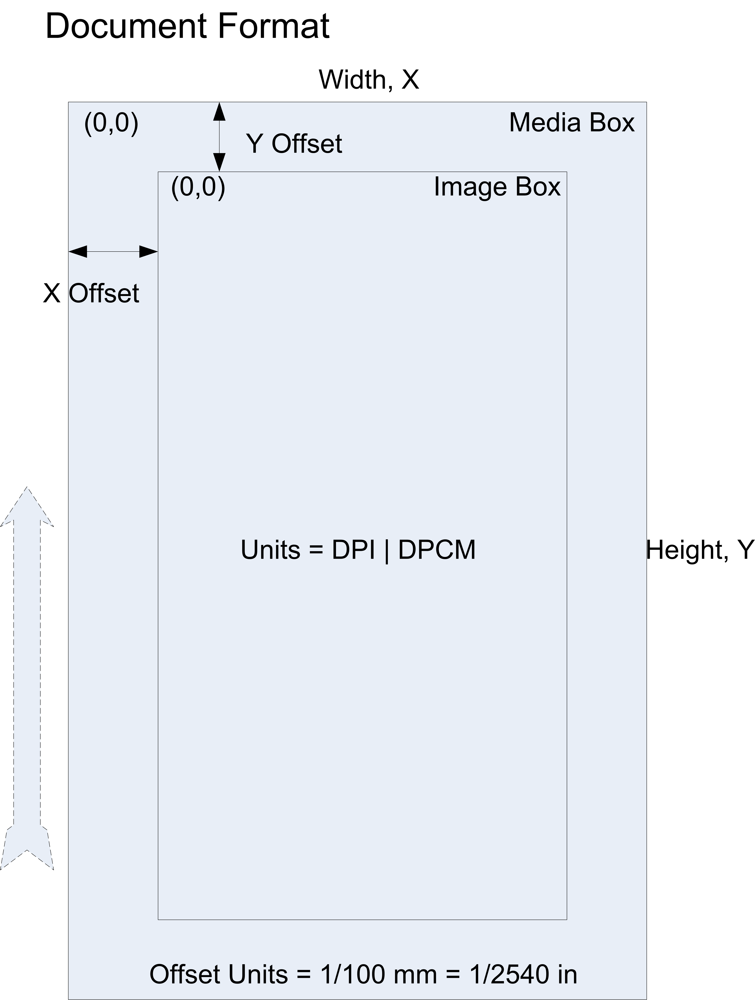 Document Format
Width, X
(0,0)
Media Box
Y Offset
(0,0)
Image Box
X Offset
Units = DPI | DPCM
Height, Y
Offset Units = 1/100 mm = 1/2540 in